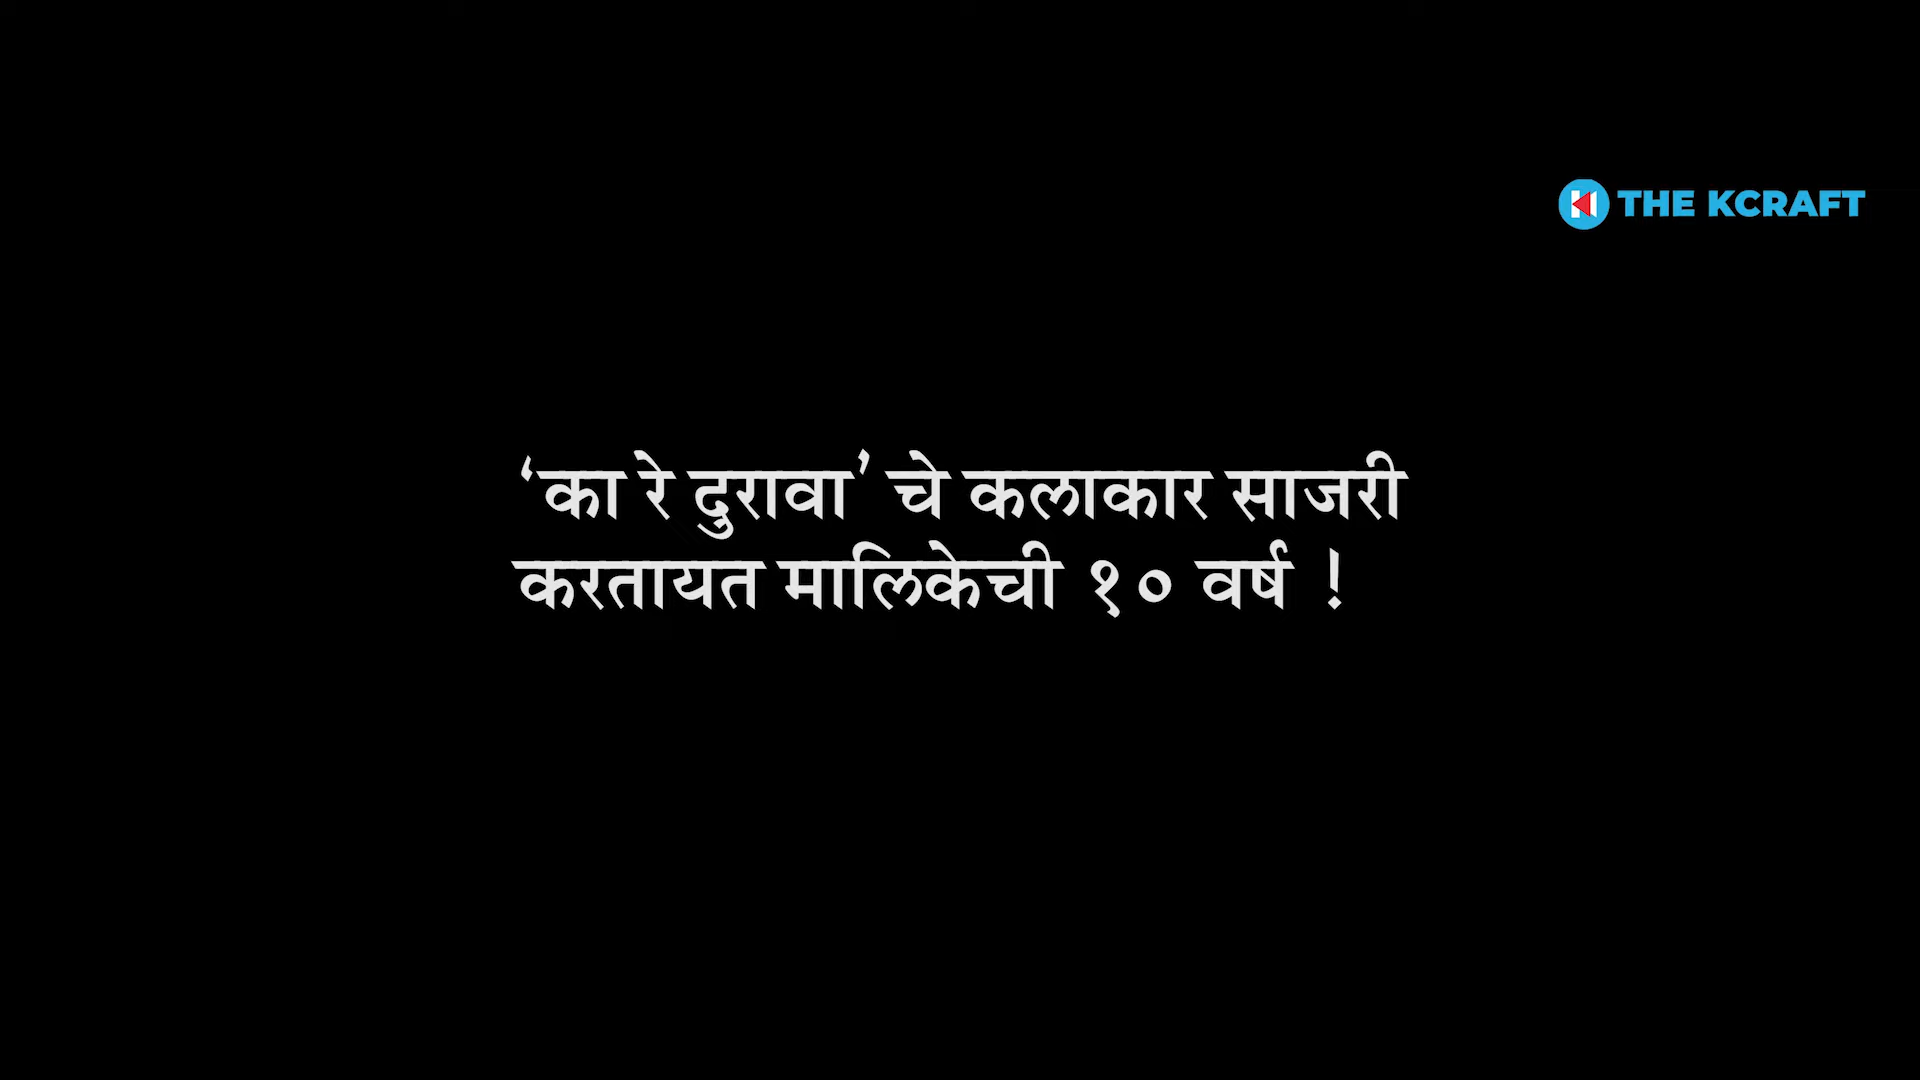 THE KCRAFT
‘का रे दुरावा’ चे कलाकार साजरी
करतायत मालिकेची १० वर्ष !